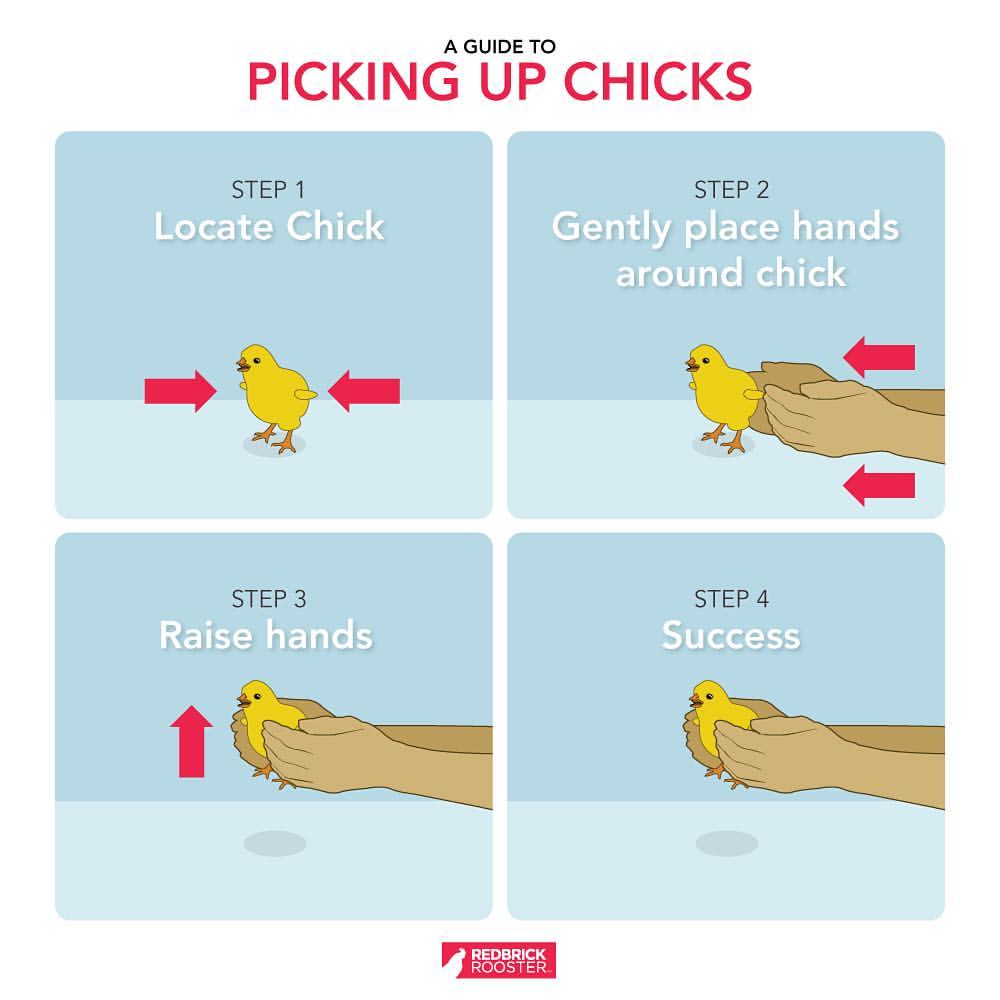 A GUIDE TO
PICKING UP CHICKS
STEP 1
Locate Chick
STEP 2
Gently place hands
around chick
STEP 3
Raise hands
STEP 4
Success
REDBRICK
ROOSTER